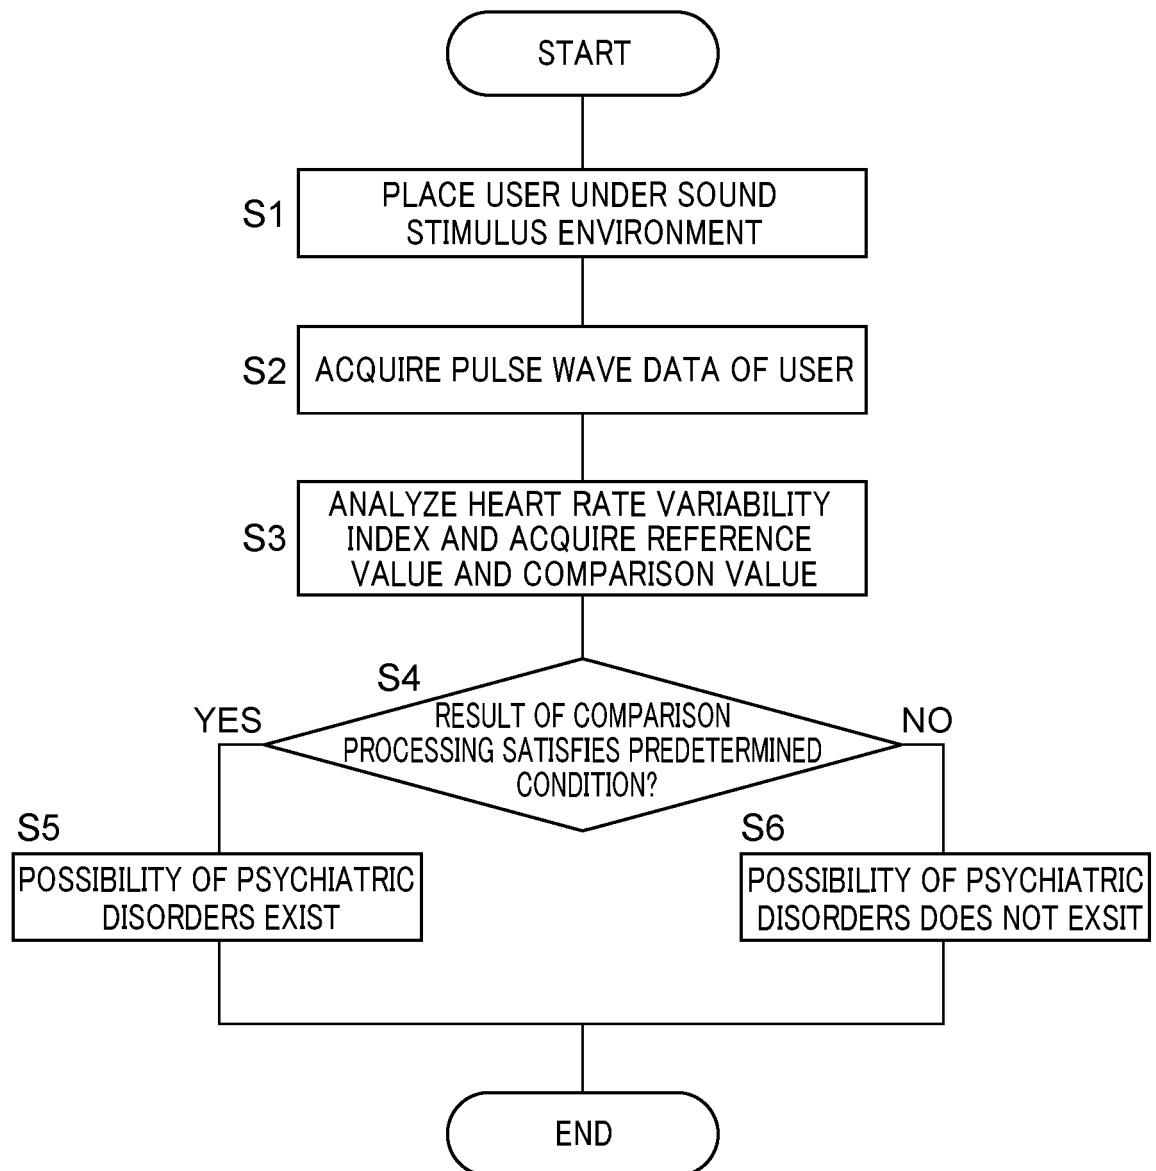 START
S1
PLACE USER UNDER SOUND
STIMULUS ENVIRONMENT
S2
ACQUIRE PULSE WAVE DATA OF USER
S3
ANALYZE HEART RATE VARIABILITY
INDEX AND ACQUIRE REFERENCE
VALUE AND COMPARISON VALUE
S4
YES
NO
RESULT OF COMPARISON
PROCESSING SATISFIES PREDETERMINED
CONDITION?
S5
POSSIBILITY OF PSYCHIATRIC
DISORDERS EXIST
S6
POSSIBILITY OF PSYCHIATRIC
DISORDERS DOES NOT EXSIT
END